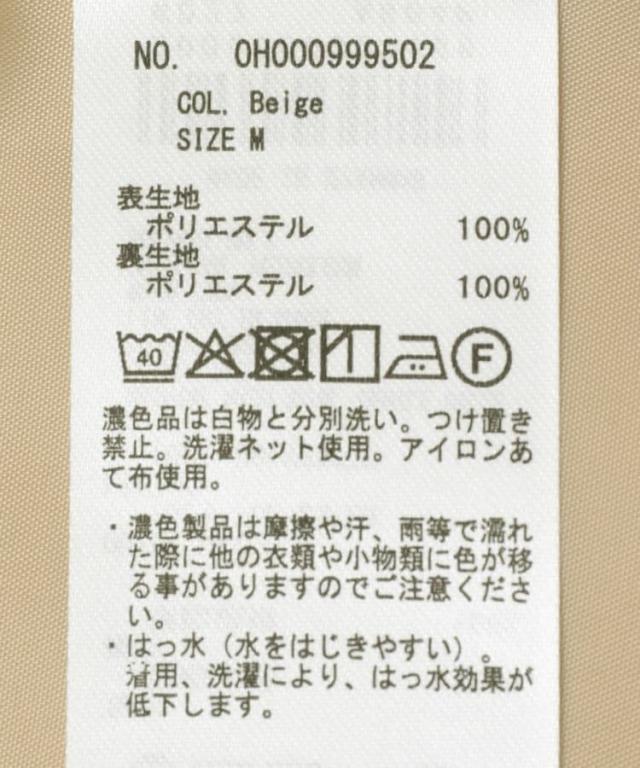 NO. 0H000999502
COL. Beige
SIZE M
表生地
ポリエステル 100%
裏生地
ポリエステル 100%
40 F
濃色品は白物と分別洗い。つけ置き
禁止。洗濯ネット使用。アイロンあ
て布使用。
・濃色製品は摩擦や汗、雨等で濡れ
た際に他の衣類や小物類に色が移
る事がありますのでご注意くださ
い。
・はっ水（水をはじきやすい）。
着用、洗濯により、はっ水効果が
低下します。